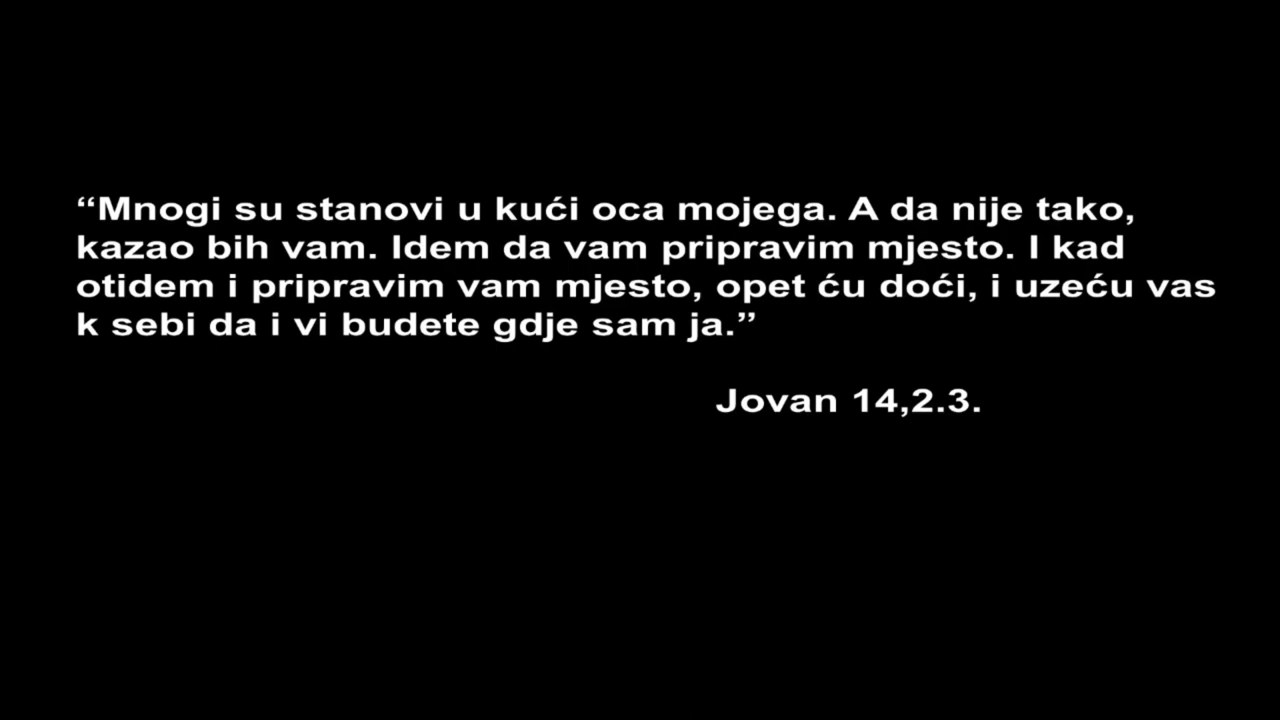 “Mnogi su stanovi u kući oca mojega. A da nije tako,
kazao bih vam. Idem da vam pripravim mjesto. I kad
otidem i pripravim vam mjesto, opet ću doći, i uzeću vas
k sebi da i vi budete gdje sam ja.”
Jovan 14,2.3.